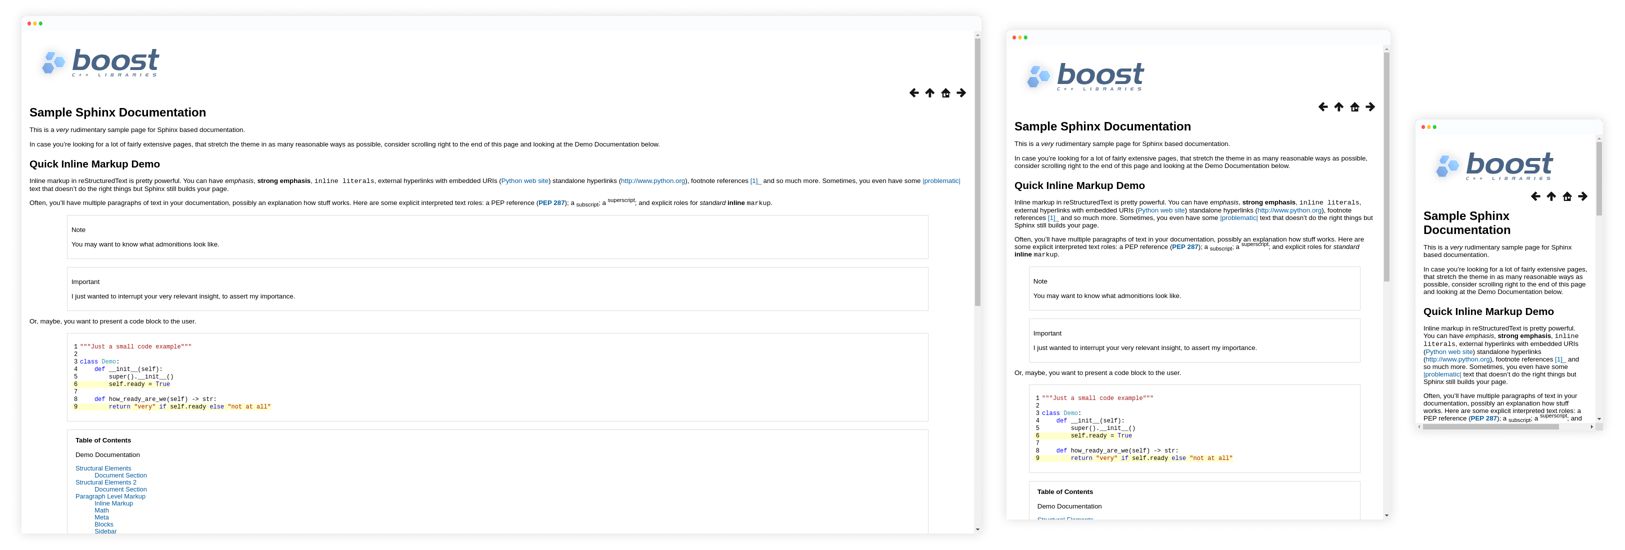 boost
C++ LIBRARIES
Sample Sphinx Documentation
This is a very rudimentary sample page for Sphinx based documentation.
In case you're looking for a lot of fairly extensive pages, that stretch the theme in as many reasonable ways as possible, consider scrolling right to the end of this page and looking at the Demo Documentation below.
Quick Inline Markup Demo
Inline markup in reStructuredText is pretty powerful. You can have emphasis, strong emphasis, inline literals, external hyperlinks with embedded URIs (Python web site) standalone hyperlinks (http://www.python.org), footnote references [1]_ and so much more. Sometimes, you even have some |problematic|
text that doesn't do the right things but Sphinx still builds your page.
Often, you'll have multiple paragraphs of text in your documentation, possibly an explanation how stuff works. Here are some explicit interpreted text roles: a PEP reference (PEP 287); a subscript; a superscript, and explicit roles for standard inline markup.
Note
You may want to know what admonitions look like.
Important
I just wanted to interrupt your very relevant insight, to assert my importance.
Or, maybe, you want to present a code block to the user.
1 """Just a small code example"""
2
3 class Demo:
4     def __init__(self):
5         super().__init__()
6         self.ready = True
7
8     def how_ready_are_we(self) -> str:
9         return "very" if self.ready else "not at all"
Table of Contents
Demo Documentation
Structural Elements
Document Section
Structural Elements 2
Document Section
Paragraph Level Markup
Inline Markup
Math
Meta
Blocks
Sidebar
boost
C++ LIBRARIES
Sample Sphinx Documentation
This is a very rudimentary sample page for Sphinx based documentation.
In case you're looking for a lot of fairly extensive pages, that stretch the theme in as many reasonable ways as possible,
consider scrolling right to the end of this page and looking at the Demo Documentation below.
Quick Inline Markup Demo
Inline markup in reStructuredText is pretty powerful. You can have emphasis, strong emphasis, inline literals,
external hyperlinks with embedded URIs (Python web site) standalone hyperlinks (http://www.python.org), footnote
references [1]_ and so much more. Sometimes, you even have some |problematic| text that doesn't do the right things but
Sphinx still builds your page.
Often, you'll have multiple paragraphs of text in your documentation, possibly an explanation how stuff works. Here are
some explicit interpreted text roles: a PEP reference (PEP 287); a subscript; a superscript, and explicit roles for standard
inline markup.
Note
You may want to know what admonitions look like.
Important
I just wanted to interrupt your very relevant insight, to assert my importance.
Or, maybe, you want to present a code block to the user.
1 """Just a small code example"""
2
3 class Demo:
4     def __init__(self):
5         super().__init__()
6         self.ready = True
7
8     def how_ready_are_we(self) -> str:
9         return "very" if self.ready else "not at all"
Table of Contents
Demo Documentation
Structural Elements
boost
C++ LIBRARIES
Sample Sphinx
Documentation
This is a very rudimentary sample page for Sphinx
based documentation.
In case you're looking for a lot of fairly extensive pages,
that stretch the theme in as many reasonable ways as
possible, consider scrolling right to the end of this page
and looking at the Demo Documentation below.
Quick Inline Markup Demo
Inline markup in reStructuredText is pretty powerful.
You can have emphasis, strong emphasis, inline
literals, external hyperlinks with embedded URIs
(Python web site) standalone hyperlinks
(http://www.python.org), footnote references [1]_ and
so much more. Sometimes, you even have some
|problematic| text that doesn't do the right things but
Sphinx still builds your page.
Often, you'll have multiple paragraphs of text in your
documentation, possibly an explanation how stuff
works. Here are some explicit interpreted text roles: a
PEP reference (PEP 287); a subscript; a superscript, and